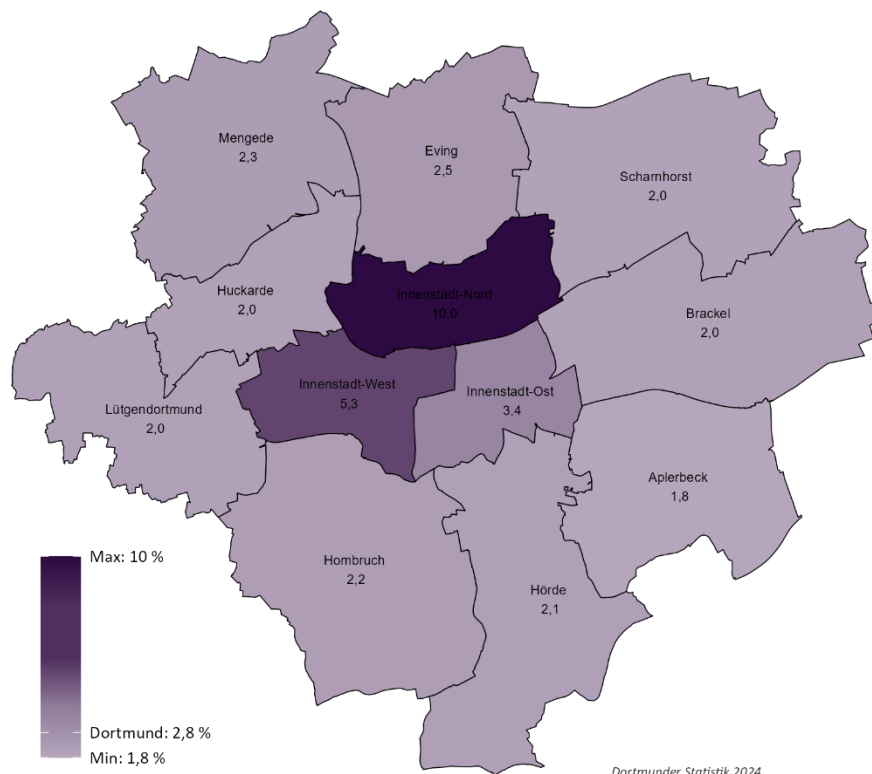 Mengede
2,3
Eving
2,5
Scharnhorst
2,0
Huckarde
2,0
Innenstadt-Nord
10,0
Brackel
2,0
Lütgendortmund
2,0
Innenstadt-West
5,3
Innenstadt-Ost
3,4
Aplerbeck
1,8
Hombruch
2,2
Hörde
2,1
Max: 10 %
Dortmund: 2,8 %
Min: 1,8 %
Dortmunder Statistik 2024